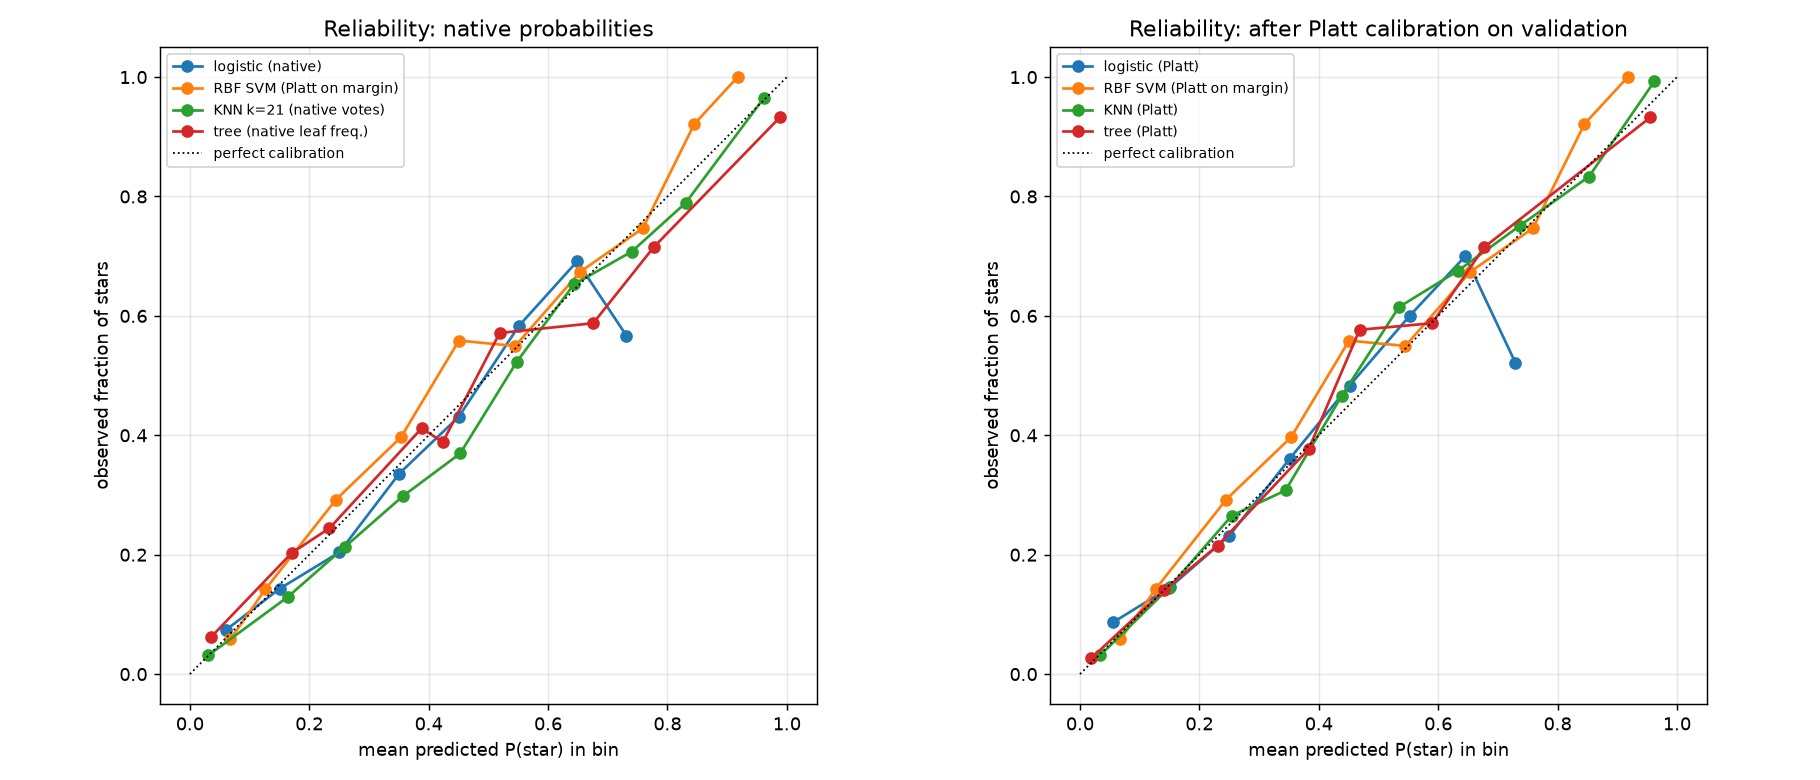 Reliability: native probabilities
logistic (native)
RBF SVM (Platt on margin)
KNN k=21 (native votes)
tree (native leaf freq.)
perfect calibration
observed fraction of stars
1.0
0.8
0.6
0.4
0.2
0.0
0.0 0.2 0.4 0.6 0.8 1.0
mean predicted P(star) in bin
Reliability: after Platt calibration on validation
logistic (Platt)
RBF SVM (Platt on margin)
KNN (Platt)
tree (Platt)
perfect calibration
observed fraction of stars
1.0
0.8
0.6
0.4
0.2
0.0
0.0 0.2 0.4 0.6 0.8 1.0
mean predicted P(star) in bin